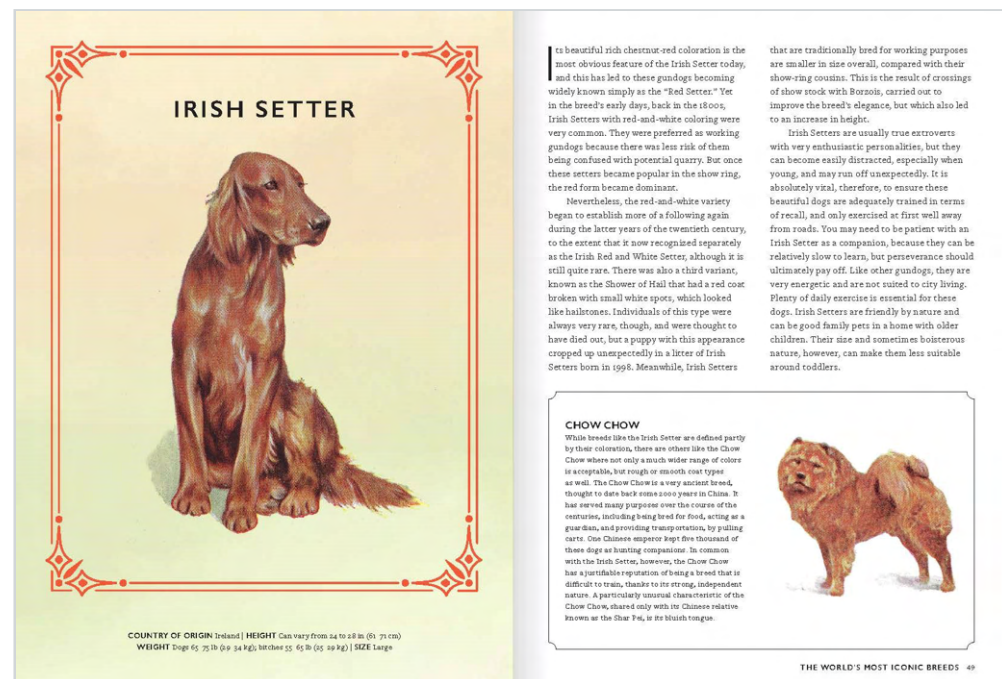 IRISH SETTER
COUNTRY OF ORIGIN Ireland | HEIGHT Can vary from 24 to 28 in (61 71 cm)
WEIGHT Dogs 65 75 lb (29 34 kg); bitches 55 65 lb (25 29 kg) | SIZE Large
Its beautiful rich chestnut-red coloration is the
most obvious feature of the Irish Setter today,
and this has led to these gundogs becoming
widely known simply as the “Red Setter.” Yet
in the breed's early days, back in the 1800s,
Irish Setters with red-and-white coloring were
very common. They were preferred as working
gundogs because there was less risk of them
being confused with potential quarry. But once
these setters became popular in the show ring,
the red form became dominant.
Nevertheless, the red-and-white variety
began to establish more of a following again
during the latter years of the twentieth century,
to the extent that it now recognized separately
as the Irish Red and White Setter, although it is
still quite rare. There was also a third variant,
known as the Shower of Hail that had a red coat
broken with small white spots, which looked
like hailstones. Individuals of this type were
always very rare, though, and were thought to
have died out, but a puppy with this appearance
cropped up unexpectedly in a litter of Irish
Setters born in 1998. Meanwhile, Irish Setters
that are traditionally bred for working purposes
are smaller in size overall, compared with their
show-ring cousins. This is the result of crossings
of show stock with Borzois, carried out to
improve the breed's elegance, but which also led
to an increase in height.
Irish Setters are usually true extroverts
with very enthusiastic personalities, but they
can become easily distracted, especially when
young, and may run off unexpectedly. It is
absolutely vital, therefore, to ensure these
beautiful dogs are adequately trained in terms
of recall, and only exercised at first well away
from roads. You may need to be patient with an
Irish Setter as a companion, because they can be
relatively slow to learn, but perseverance should
ultimately pay off. Like other gundogs, they are
very energetic and are not suited to city living.
Plenty of daily exercise is essential for these
dogs. Irish Setters are friendly by nature and
can be good family pets in a home with older
children. Their size and sometimes boisterous
nature, however, can make them less suitable
around toddlers.
CHOW CHOW
While breeds like the Irish Setter are defined partly
by their coloration, there are others like the Chow
Chow where not only a much wider range of colors
is acceptable, but rough or smooth coat types
as well. The Chow Chow is a very ancient breed,
thought to date back some 2000 years in China. It
has served many purposes over the course of the
centuries, including being bred for food, acting as a
guardian, and providing transportation, by pulling
carts. One Chinese emperor kept five thousand of
these dogs as hunting companions. In common
with the Irish Setter, however, the Chow Chow
has a justifiable reputation of being a breed that is
difficult to train, thanks to its strong, independent
nature. A particularly unusual characteristic of the
Chow Chow, shared only with its Chinese relative
known as the Shar Pei, is its bluish tongue.
THE WORLD'S MOST ICONIC BREEDS 49